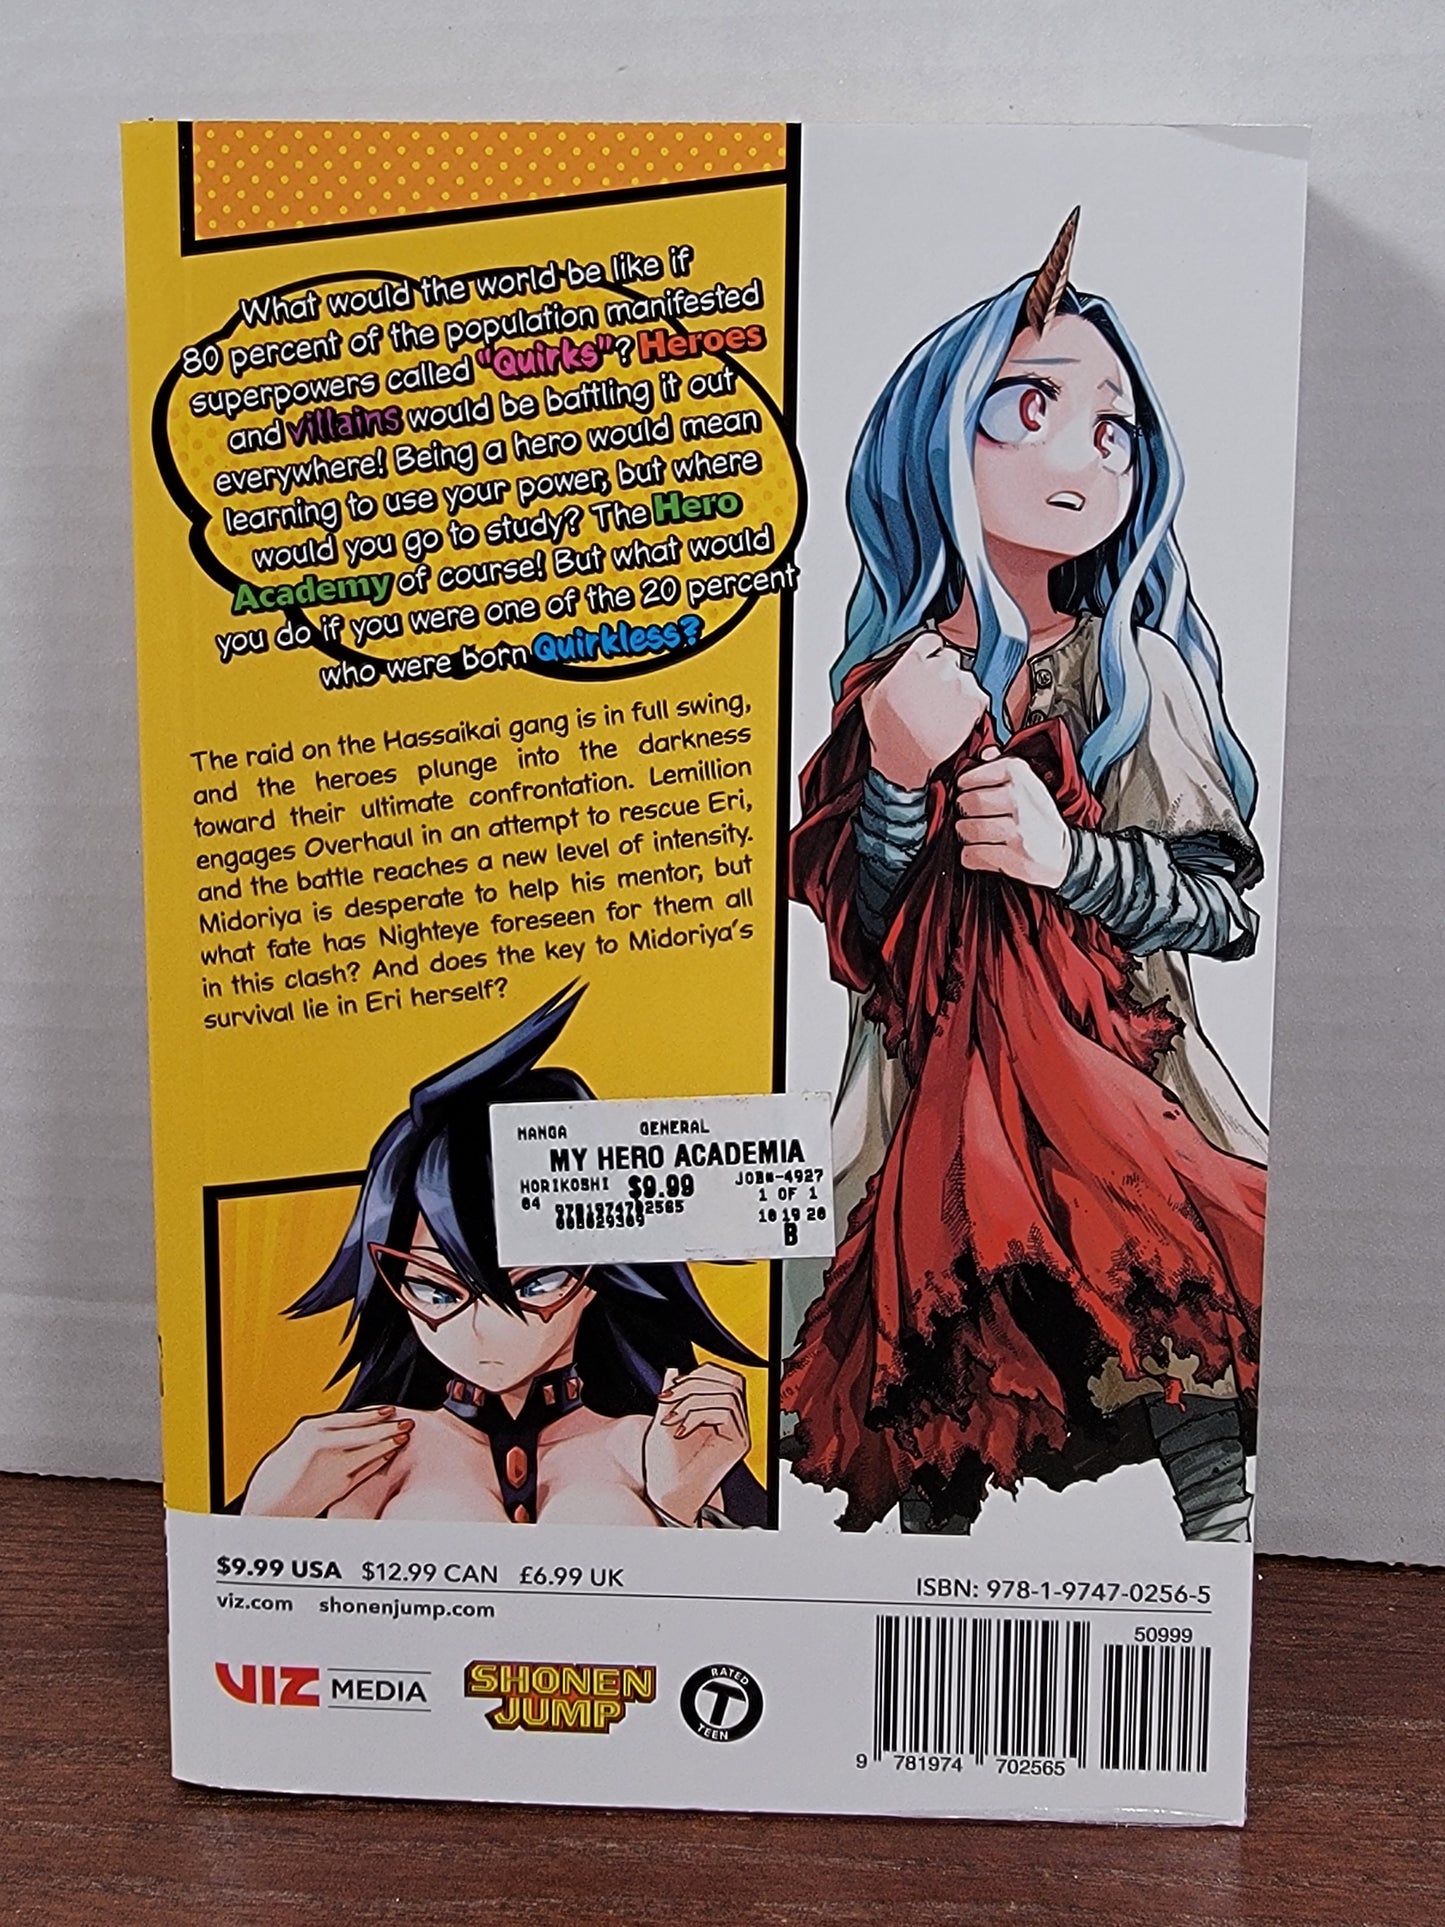 What would the world be like if
80 percent of the population manifested
superpowers called "Quirks"? Heroes
and villains would be battling it out
everywhere! Being a hero would mean
learning to use your power, but where
would you go to study? The Hero
Academy of course! But what would
you do if you were one of the 20 percent
who were born Quirkless?
The raid on the Hassaikai gang is in full swing,
and the heroes plunge into the darkness
toward their ultimate confrontation. Lemillion
engages Overhaul in an attempt to rescue Eri,
and the battle reaches a new level of intensity.
Midoriya is desperate to help his mentor, but
what fate has Nighteye foreseen for them all
in this clash? And does the key to Midoriya's
survival lie in Eri herself?
MANGA GENERAL
MY HERO ACADEMIA
HORIKOSHI $9.99
04
1 OF 1
B
$9.99 USA $12.99 CAN £6.99 UK
viz.com shonenjump.com
ISBN: 978-1-9747-0256-5
VIZ MEDIA
SHONEN
JUMP
RATED
T
TEEN
50999
9 781974 702565